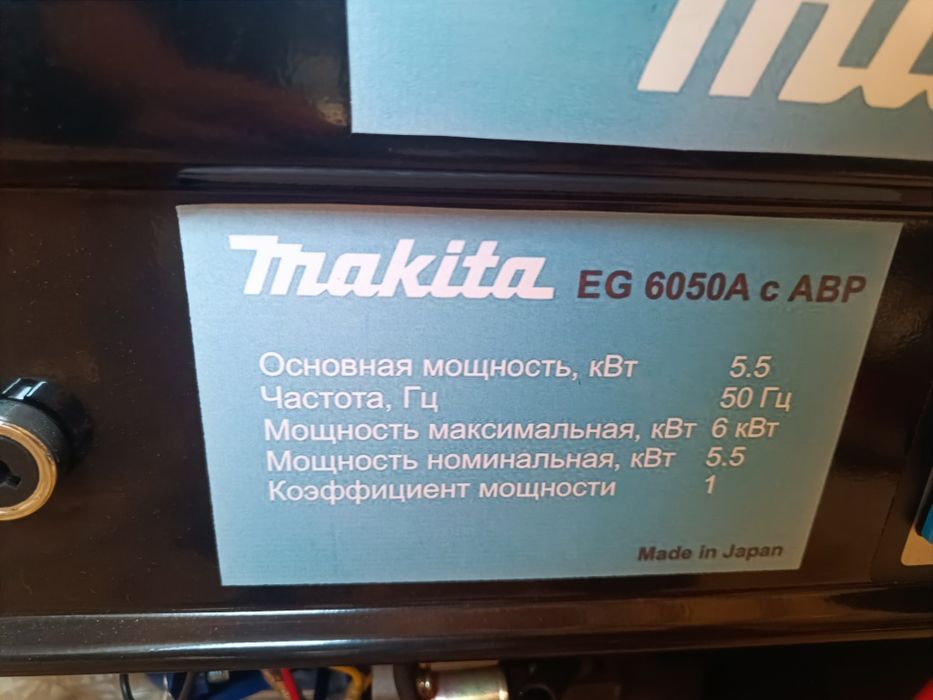 makita EG 6050A с АВР
Основная мощность, кВт 5.5
Частота, Гц 50 Гц
Мощность максимальная, кВт 6 кВт
Мощность номинальная, кВт 5.5
Коэффициент мощности 1
Made in Japan